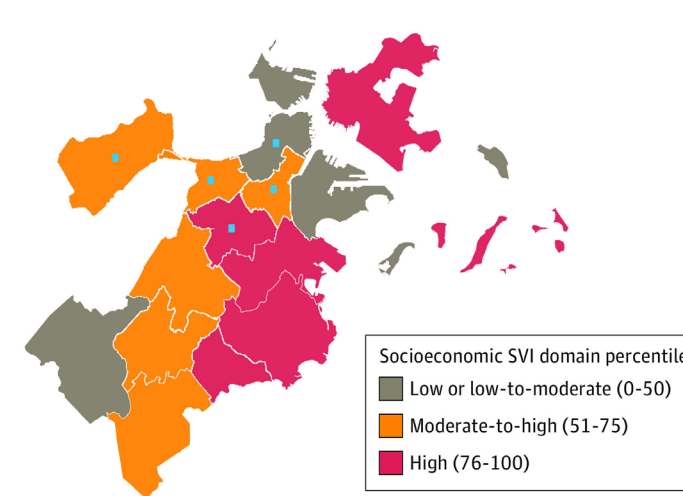 Socioeconomic SVI domain percentile
Low or low-to-moderate (0-50)
Moderate-to-high (51-75)
High (76-100)